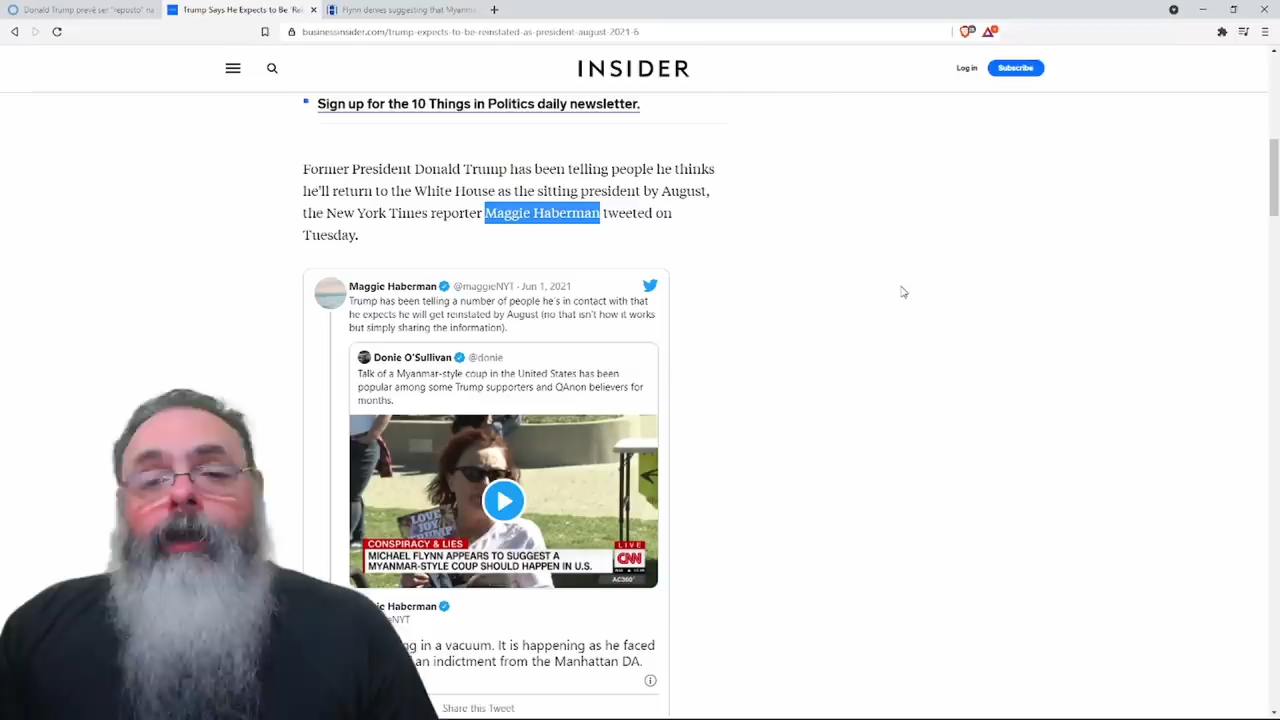 Donald Trump prevê ser "reposto" na
Trump Says He Expects to Be 'Rei
Flynn denies suggesting that Myanma
businessinsider.com/trump-expects-to-be-reinstated-as-president-august-2021-6
INSIDER
Log in
Subscribe
Sign up for the 10 Things in Politics daily newsletter.
Former President Donald Trump has been telling people he thinks
he'll return to the White House as the sitting president by August,
the New York Times reporter Maggie Haberman tweeted on
Tuesday.
Maggie Haberman @maggieNYT · Jun 1, 2021
Trump has been telling a number of people he's in contact with that
he expects he will get reinstated by August (no that isn't how it works
but simply sharing the information).
Donie O'Sullivan @donie
Talk of a Myanmar-style coup in the United States has been
popular among some Trump supporters and QAnon believers for
months.
LOVE
JOY
TRUMP
CONSPIRACY & LIES
MICHAEL FLYNN APPEARS TO SUGGEST A
MYANMAR-STYLE COUP SHOULD HAPPEN IN U.S.
LIVE
CNN
AC360°
ie Haberman
eNYT
g in a vacuum. It is happening as he faced
an indictment from the Manhattan DA.
Share this Tweet